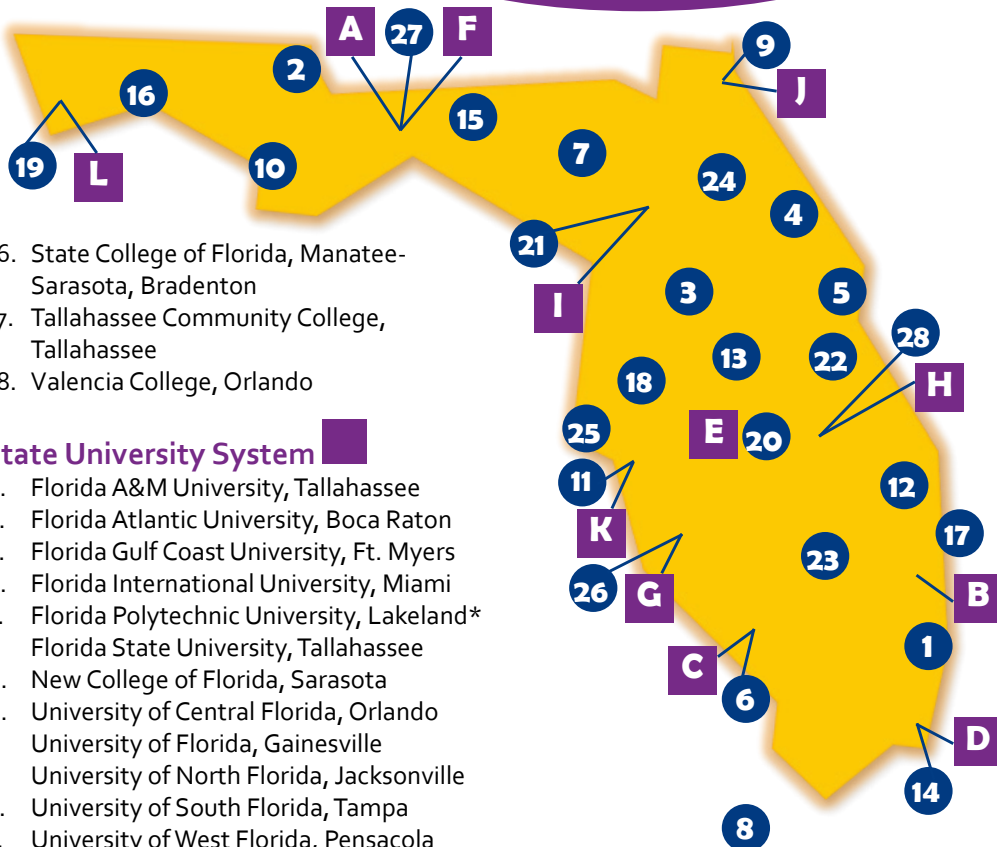 A 27 F
9
2
J
16
15
7
19 L 10
24
4
21
6. State College of Florida, Manatee-
Sarasota, Bradenton
7. Tallahassee Community College,
Tallahassee
8. Valencia College, Orlando
I
3
5
28
13
22
18
H
25
E 20
tate University System
. Florida A&M University, Tallahassee
. Florida Atlantic University, Boca Raton
. Florida Gulf Coast University, Ft. Myers
. Florida International University, Miami
. Florida Polytechnic University, Lakeland*
Florida State University, Tallahassee
. New College of Florida, Sarasota
. University of Central Florida, Orlando
University of Florida, Gainesville
University of North Florida, Jacksonville
. University of South Florida, Tampa
. University of West Florida, Pensacola
11
12
K
17
23
26 G
B
1
C
6
D
14
8